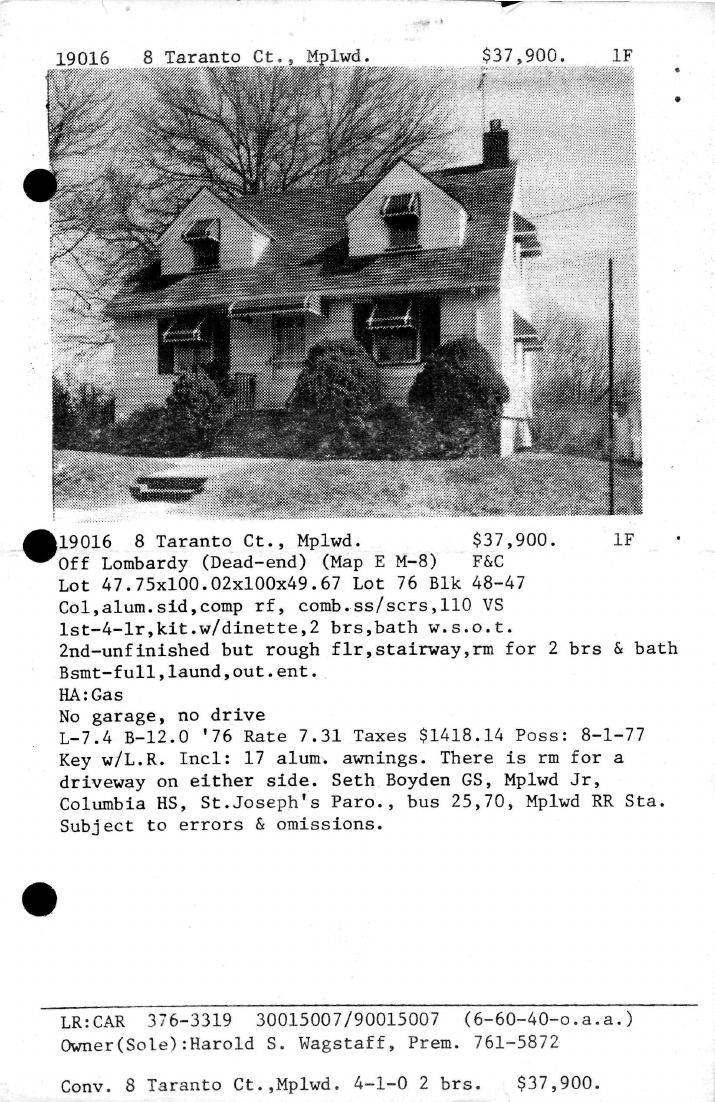 19016 8 Taranto Ct., Mplwd. $37,900. 1F
19016 8 Taranto Ct., Mplwd. $37,900. 1F
Off Lombardy (Dead-end) (Map E M-8) F&C
Lot 47.75x100.02x100x49.67 Lot 76 Blk 48-47
Col,alum.sid,comp rf, comb.ss/scrs,110 VS
1st-4-lr,kit.w/dinette,2 brs,bath w.s.o.t.
2nd-unfinished but rough flr,stairway,rm for 2 brs & bath
Bsmt-full,laund,out.ent.
HA:Gas
No garage, no drive
L-7.4 B-12.0 '76 Rate 7.31 Taxes $1418.14 Poss: 8-1-77
Key w/L.R. Incl: 17 alum. awnings. There is rm for a
driveway on either side. Seth Boyden GS, Mplwd Jr,
Columbia HS, St.Joseph's Paro., bus 25,70, Mplwd RR Sta.
Subject to errors & omissions.
LR:CAR 376-3319 30015007/90015007 (6-60-40-o.a.a.)
Owner(Sole):Harold S. Wagstaff, Prem. 761-5872
Conv. 8 Taranto Ct.,Mplwd. 4-1-0 2 brs. $37,900.